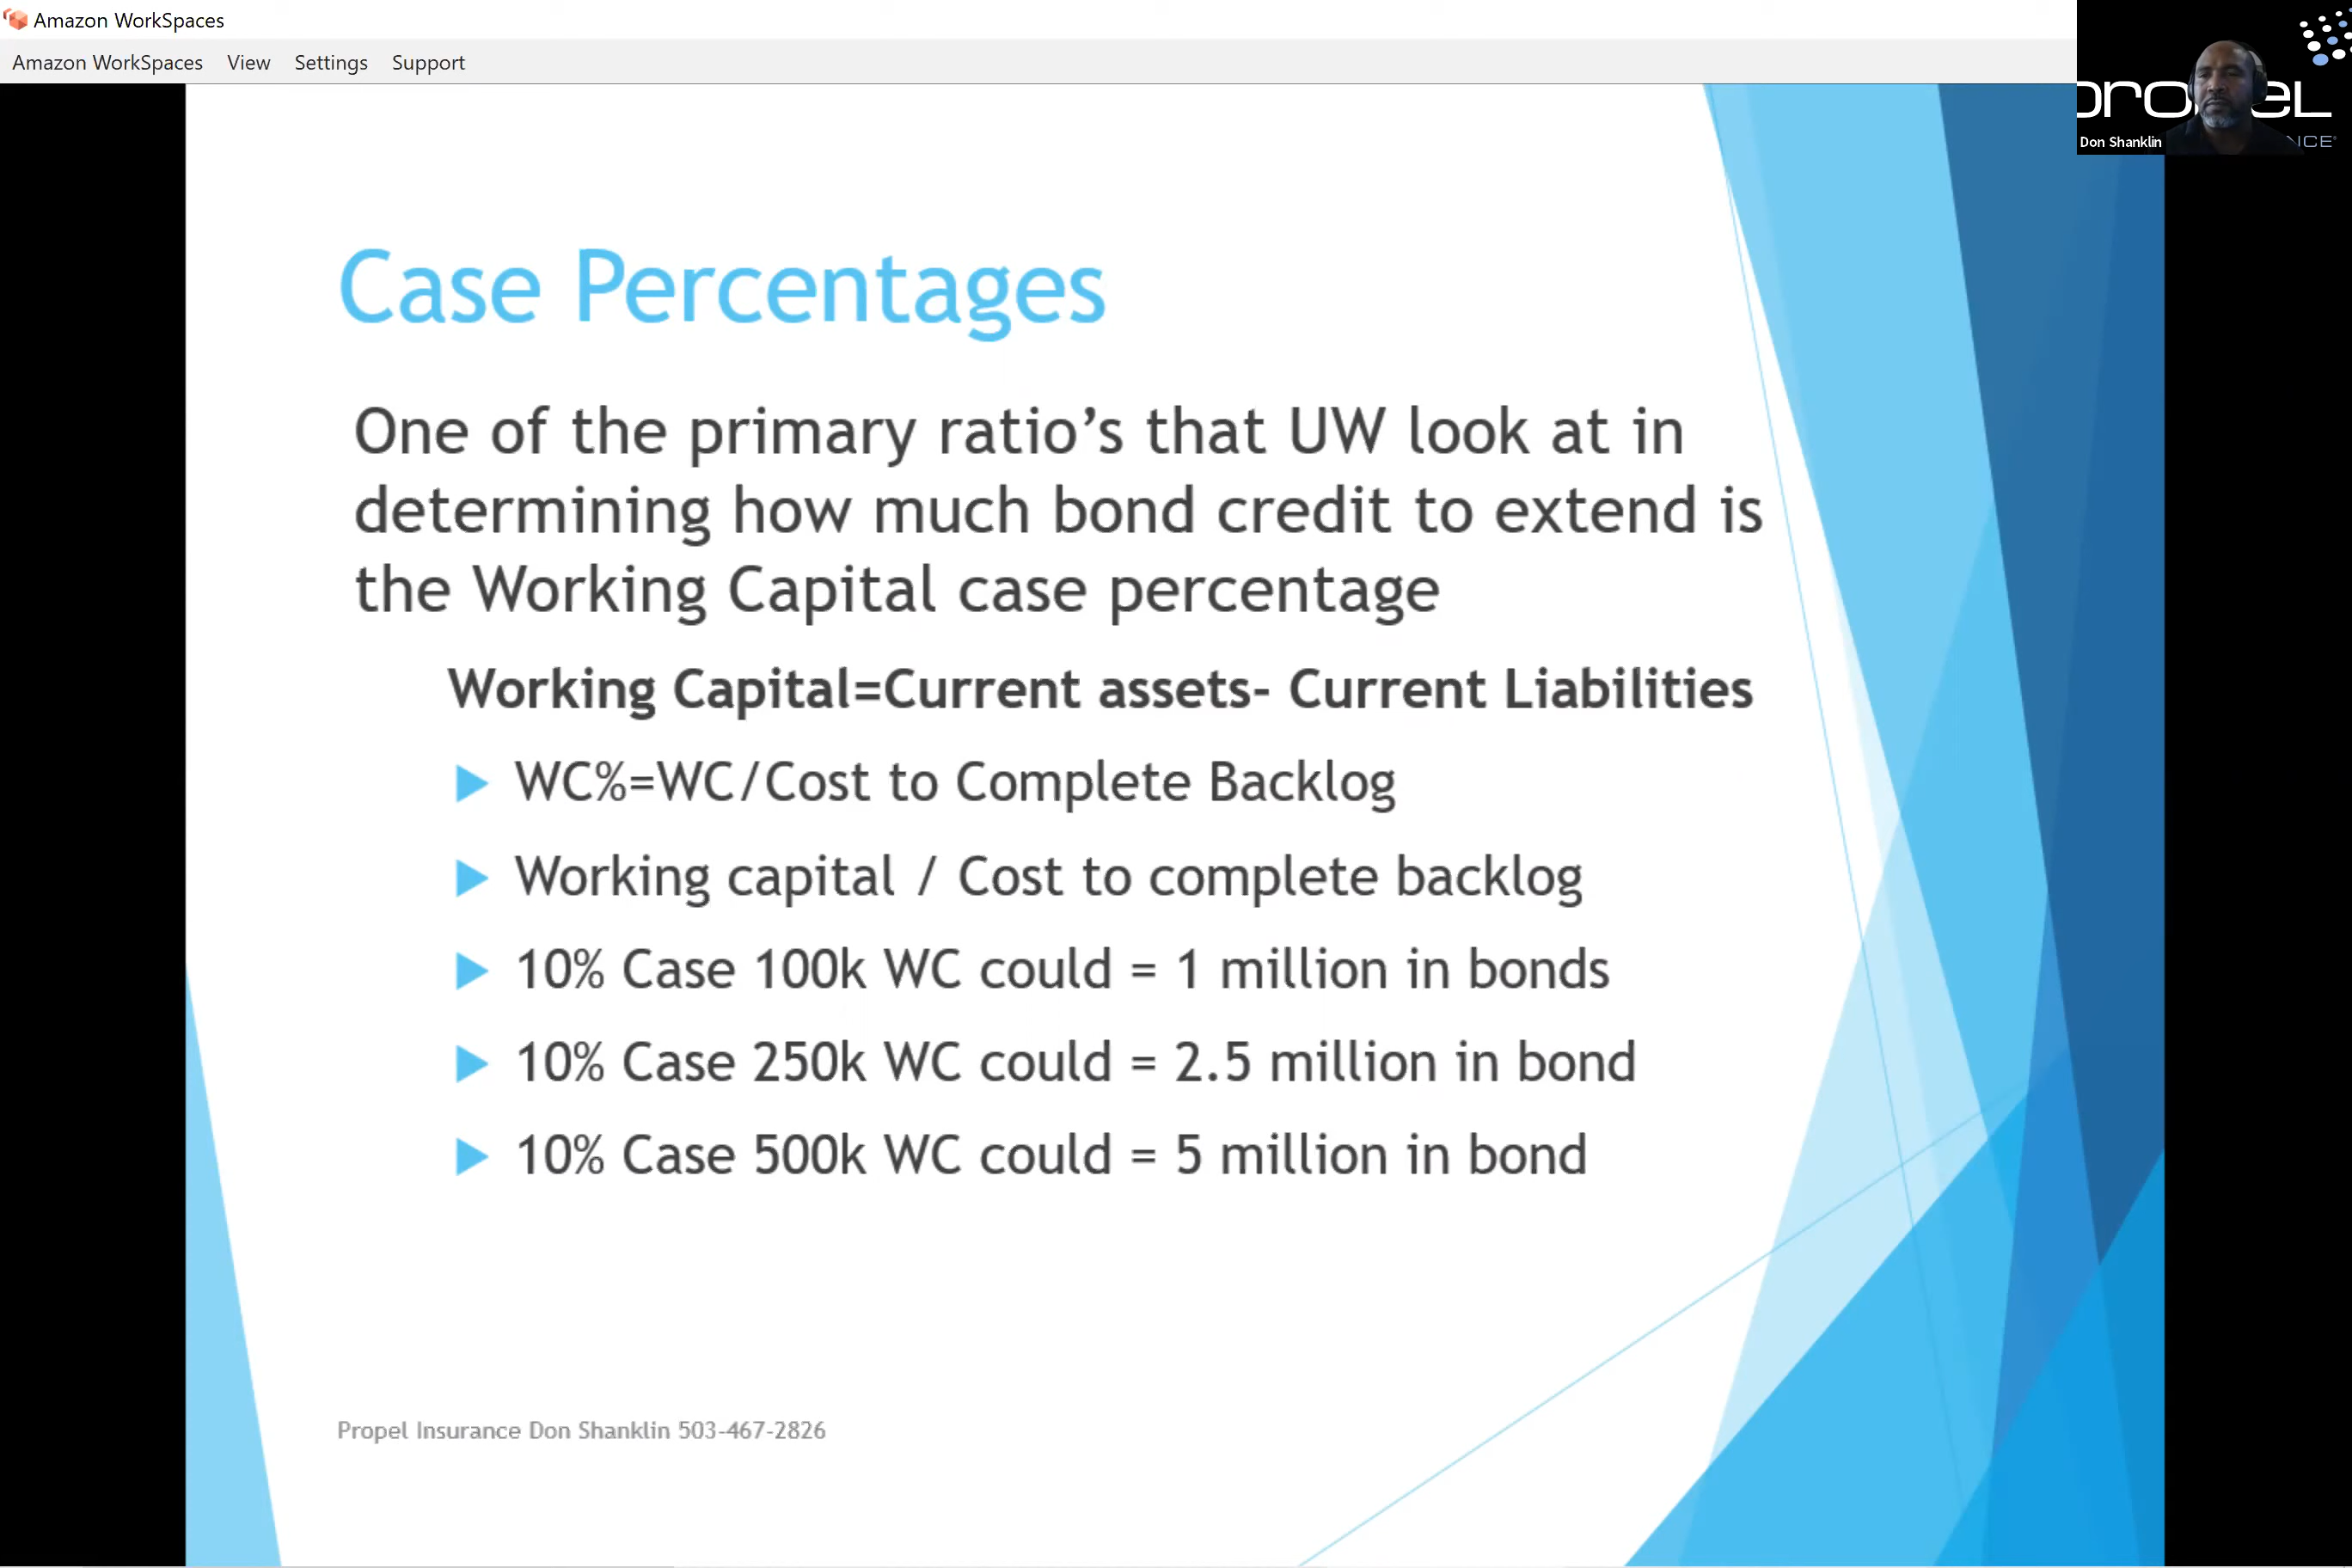 Amazon WorkSpaces
Amazon WorkSpaces View Settings Support
Don Shanklin
Case Percentages
One of the primary ratio’s that UW look at in
determining how much bond credit to extend is
the Working Capital case percentage
Working Capital=Current assets- Current Liabilities
WC%=WC/Cost to Complete Backlog
Working capital / Cost to complete backlog
10% Case 100k WC could = 1 million in bonds
10% Case 250k WC could = 2.5 million in bond
10% Case 500k WC could = 5 million in bond
Propel Insurance Don Shanklin 503-467-2826